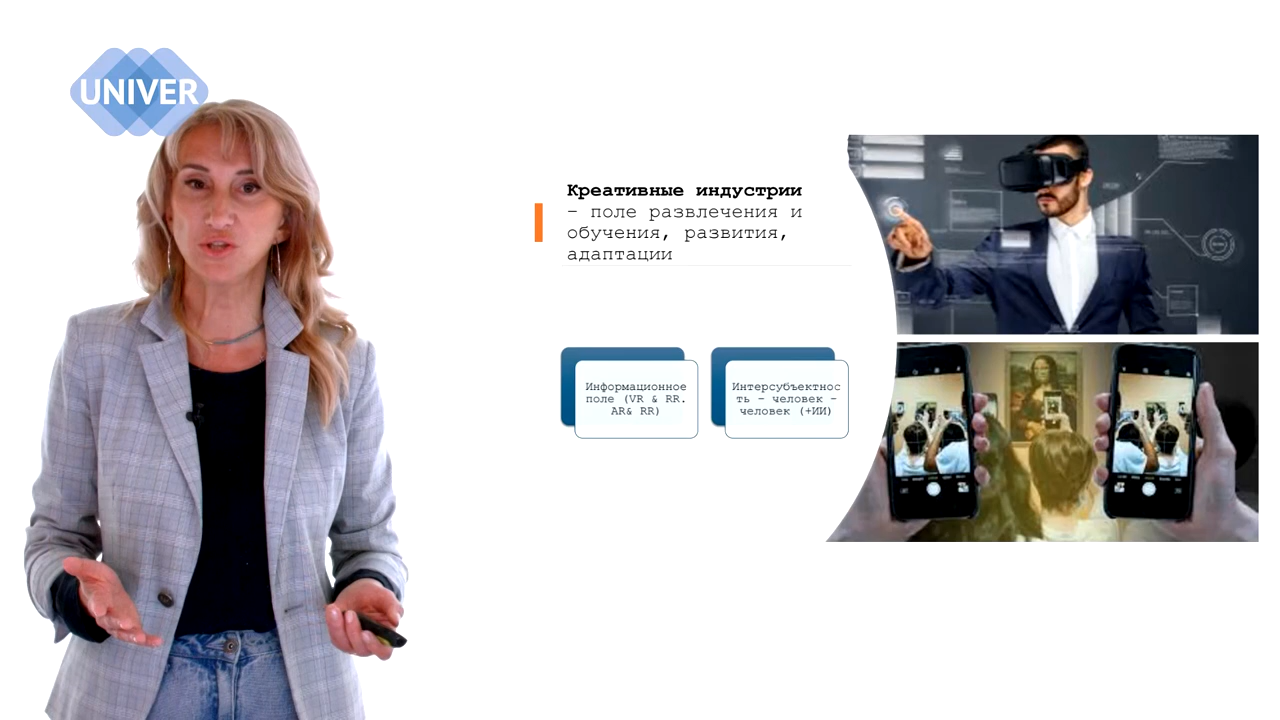 UNIVER
Креативные индустрии
– поле развлечения и
обучения, развития,
адаптации
Информационное
поле (VR & RR.
AR& RR)
Интерсубъектнос
ть – человек –
человек (+ИИ)